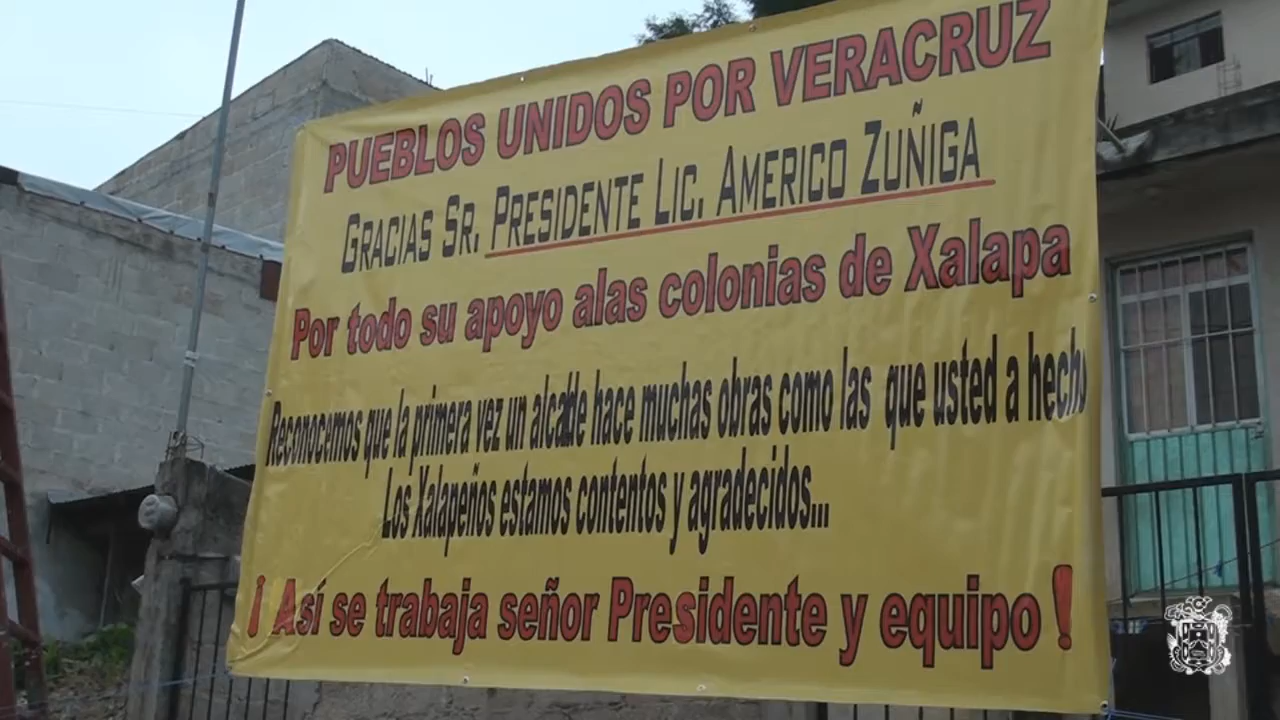 PUEBLOS UNIDOS POR VERACRUZ
GRACIAS SR. PRESIDENTE LIC. AMERICO ZUÑIGA
Por todo su apoyo alas colonias de Xalapa
Reconocemos que la primera vez un alcadde hace muchas obras como las que usted a hecho
Los Xalapeños estamos contentos y agradecidos...
¡ Así se trabaja señor Presidente y equipo !